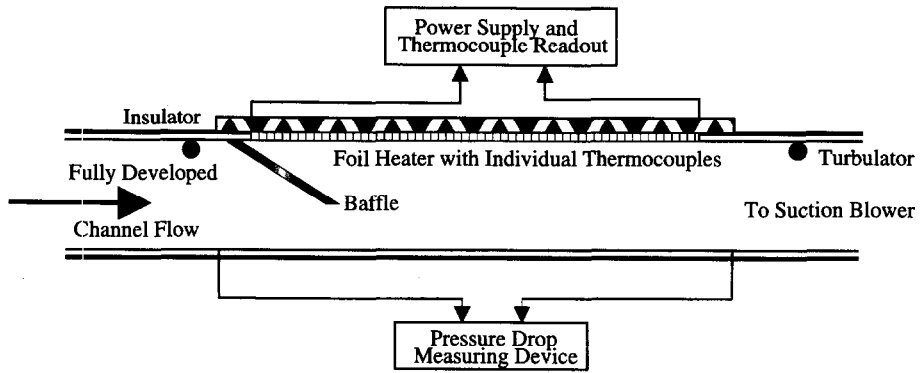 Power Supply and
Thermocouple Readout
Insulator
Foil Heater with Individual Thermocouples
Turbulator
Fully Developed
Baffle
Channel Flow
To Suction Blower
Pressure Drop
Measuring Device